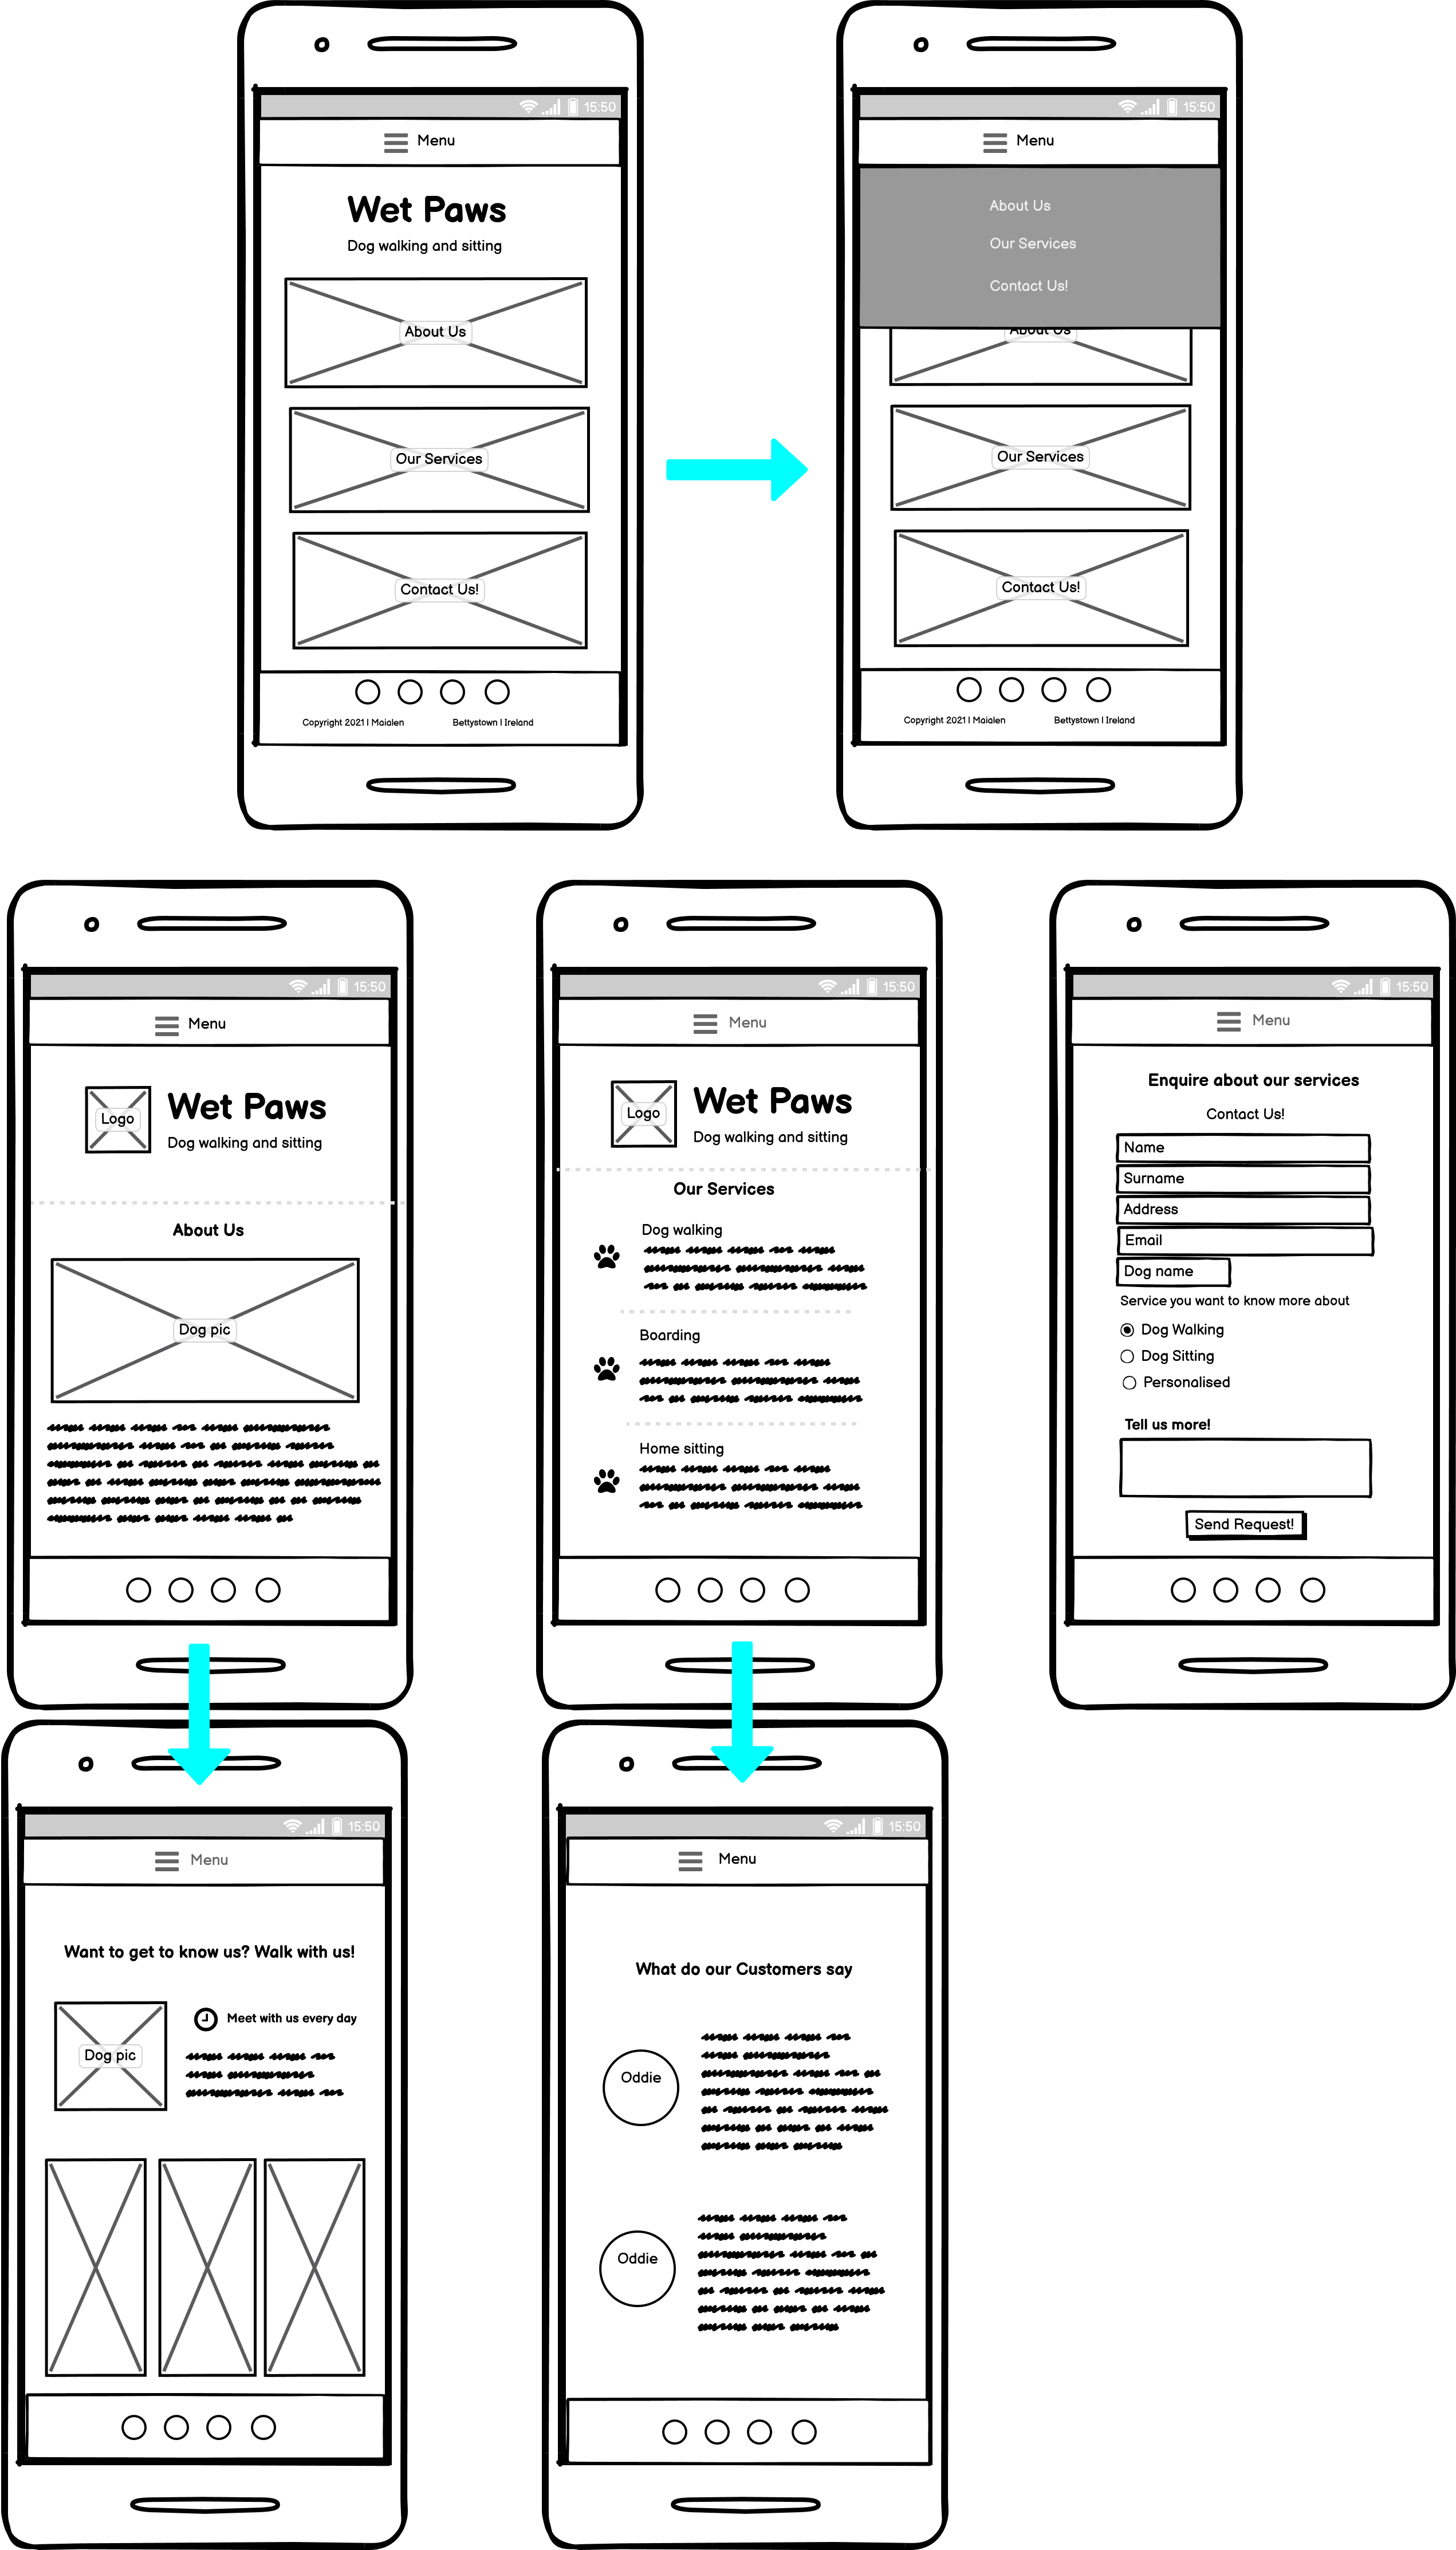 15:50
Menu
Wet Paws
Dog walking and sitting
About Us
Our Services
Contact Us!
Copyright 2021 | Maialen Bettystown | Ireland
15:50
Menu
About Us
Our Services
Contact Us!
About Us
Our Services
Contact Us!
Copyright 2021 | Maialen Bettystown | Ireland
15:50
Menu
Logo
Wet Paws
Dog walking and sitting
About Us
Dog pic
15:50
Menu
Logo
Wet Paws
Dog walking and sitting
Our Services
Dog walking
Boarding
Home sitting
15:50
Menu
Enquire about our services
Contact Us!
Name
Surname
Address
Email
Dog name
Service you want to know more about
Dog Walking
Dog Sitting
Personalised
Tell us more!
Send Request!
15:50
Menu
Want to get to know us? Walk with us!
Meet with us every day
Dog pic
15:50
Menu
What do our Customers say
Oddie
Oddie